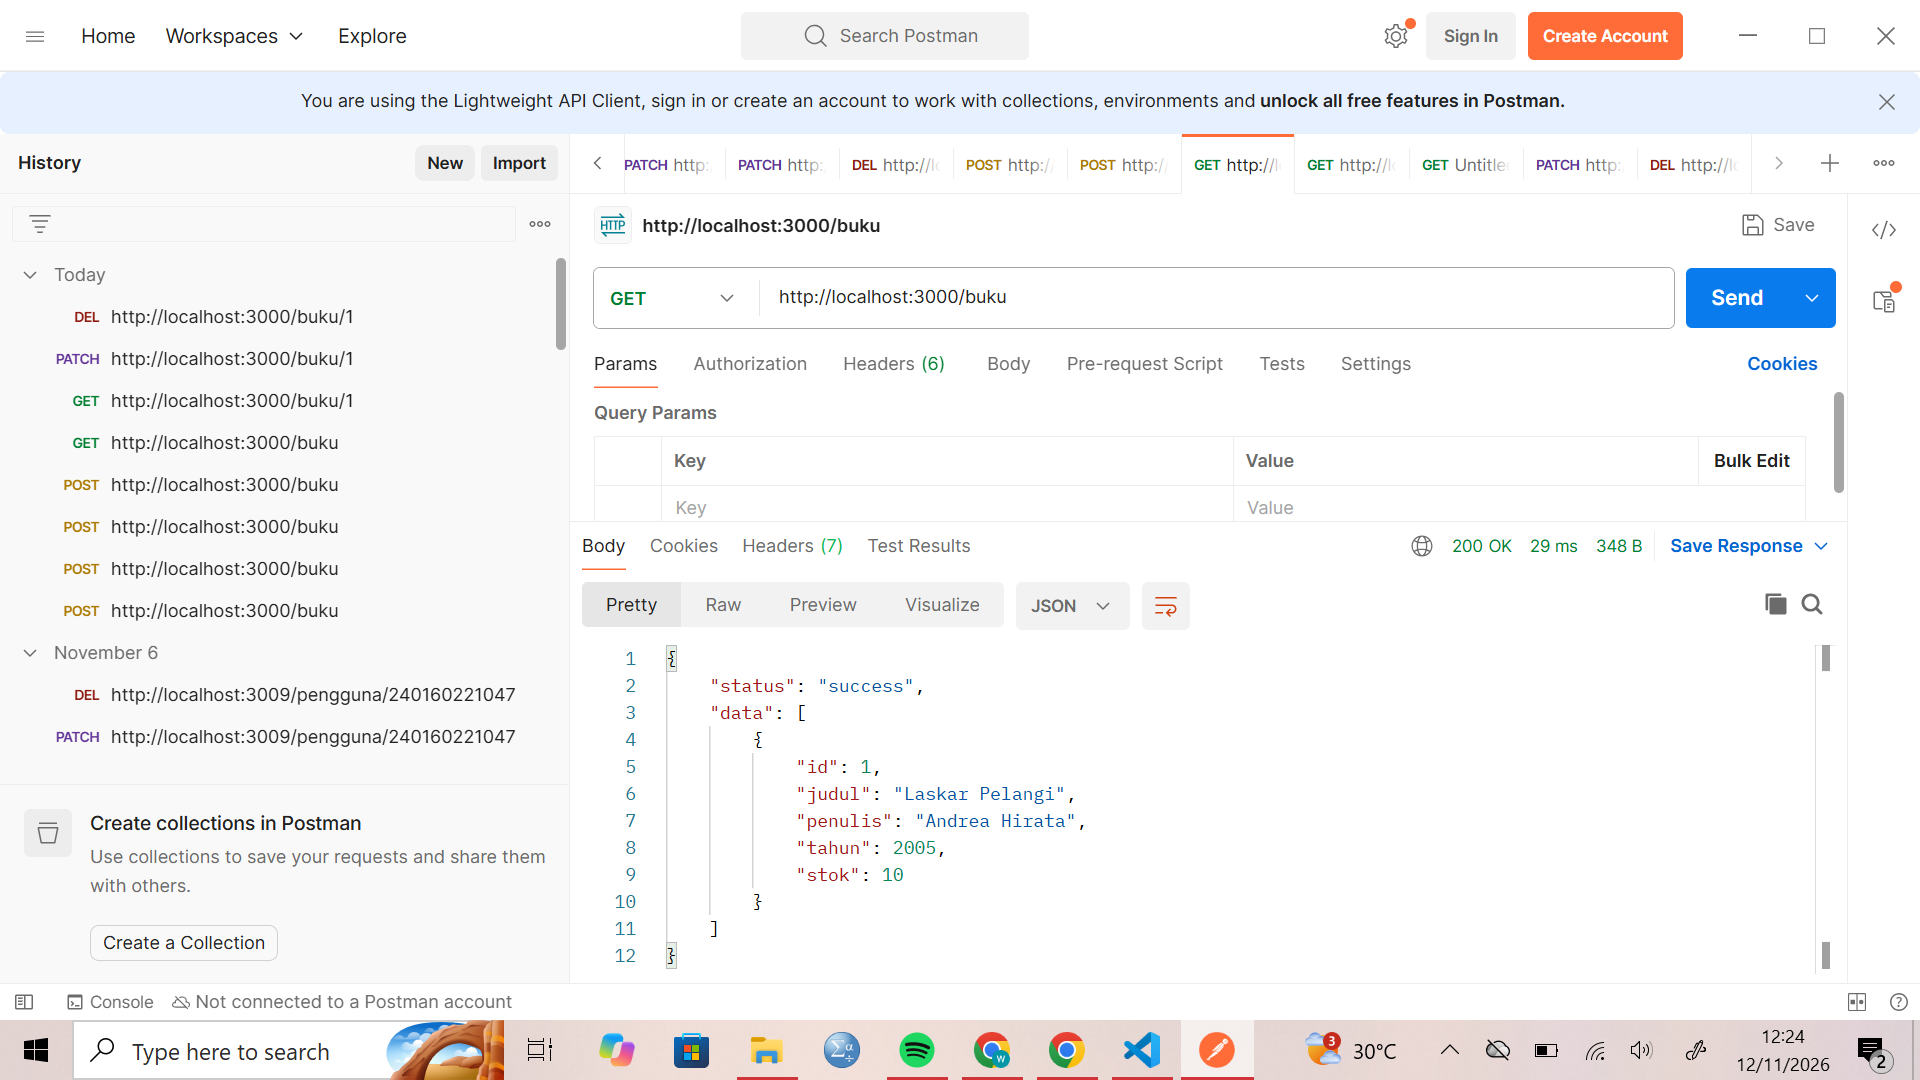 Home
Workspaces
Explore
Search Postman
Sign In
Create Account
You are using the Lightweight API Client, sign in or create an account to work with collections, environments and unlock all free features in Postman.
History
New
Import
PATCH http:
PATCH http:
DEL http://lo
POST http:/
POST http:/
GET http://l
GET http://lo
GET Untitle
PATCH http:
DEL http://lo
HTTP
http://localhost:3000/buku
Save
GET
http://localhost:3000/buku
Send
Params
Authorization
Headers (6)
Body
Pre-request Script
Tests
Settings
Cookies
Query Params
Key
Value
Bulk Edit
Key
Value
Today
DEL http://localhost:3000/buku/1
PATCH http://localhost:3000/buku/1
GET http://localhost:3000/buku/1
GET http://localhost:3000/buku
POST http://localhost:3000/buku
POST http://localhost:3000/buku
POST http://localhost:3000/buku
POST http://localhost:3000/buku
November 6
DEL http://localhost:3009/pengguna/240160221047
PATCH http://localhost:3009/pengguna/240160221047
Create collections in Postman
Use collections to save your requests and share them
with others.
Create a Collection
Body
Cookies
Headers (7)
Test Results
200 OK
29 ms
348 B
Save Response
Pretty
Raw
Preview
Visualize
JSON
1 {
2 "status": "success",
3 "data": [
4 {
5 "id": 1,
6 "judul": "Laskar Pelangi",
7 "penulis": "Andrea Hirata",
8 "tahun": 2005,
9 "stok": 10
10 }
11 ]
12 }
Console
Not connected to a Postman account
Type here to search
3
30°C
12:24
12/11/2026
2